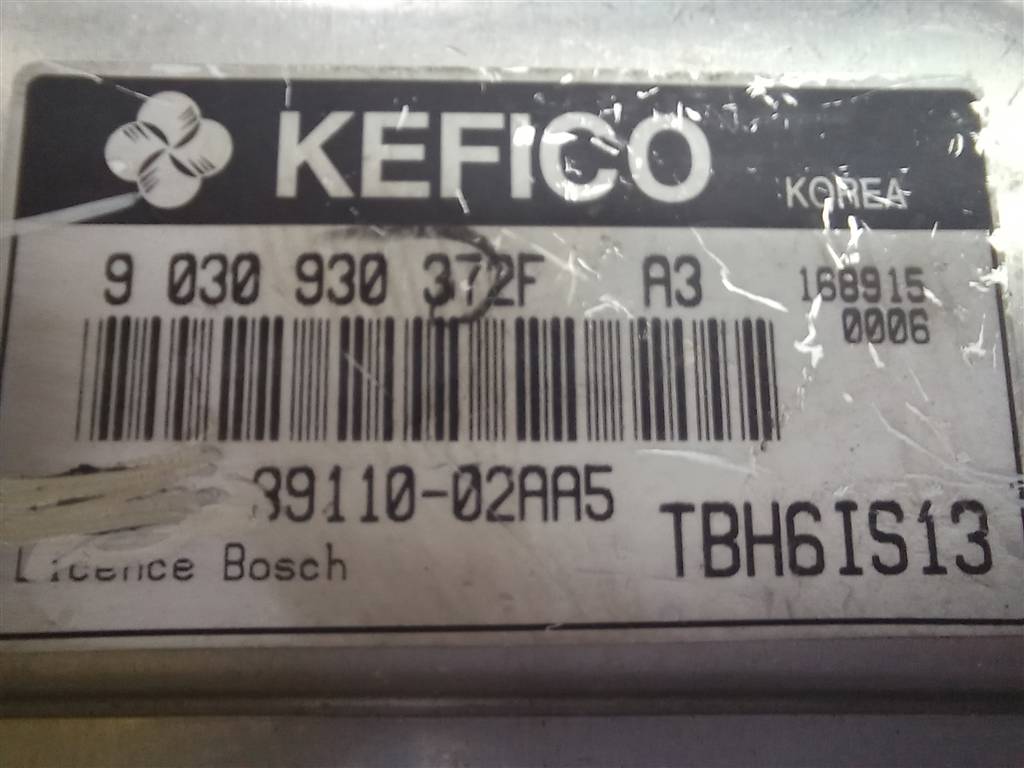 KEFICO KOREA
9 030 930 372F A3 168915
0006
39110-02AA5
TBH6IS13
Licence Bosch